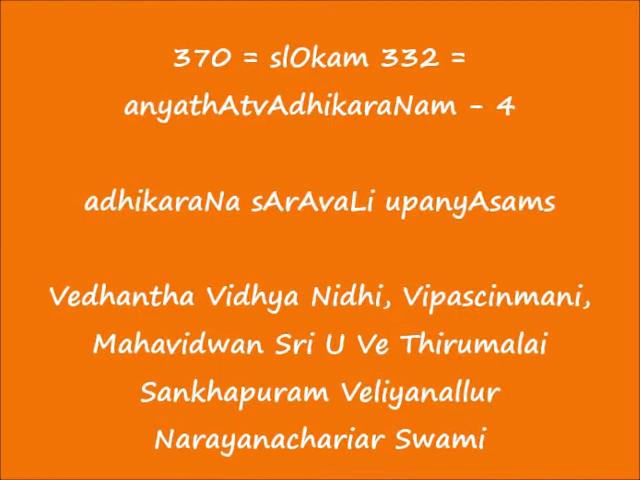 370 = slOkam 332 =
anyathAtvAdhikaraNam - 4
adhikaraNa sArAvaLi upanyAsams
Vedhantha Vidhya Nidhi, Vipascinmani,
Mahavidwan Sri U Ve Thirumalai
Sankhapuram Veliyanallur
Narayanachariar Swami